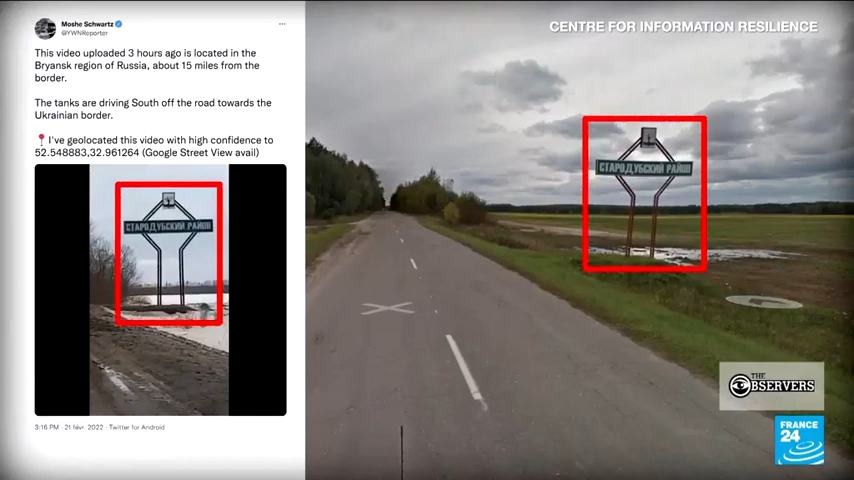 Moshe Schwartz
@YWNReporter
This video uploaded 3 hours ago is located in the
Bryansk region of Russia, about 15 miles from the
border.
The tanks are driving South off the road towards the
Ukrainian border.
📍 I've geolocated this video with high confidence to
52.548883,32.961264 (Google Street View avail)
СТАРОДУБСКИЙ РАЙОН
3:16 PM · 21 févr. 2022 · Twitter for Android
CENTRE FOR INFORMATION RESILIENCE
СТАРОДУБСКИЙ РАЙОН
THE
OBSERVERS
FRANCE
24